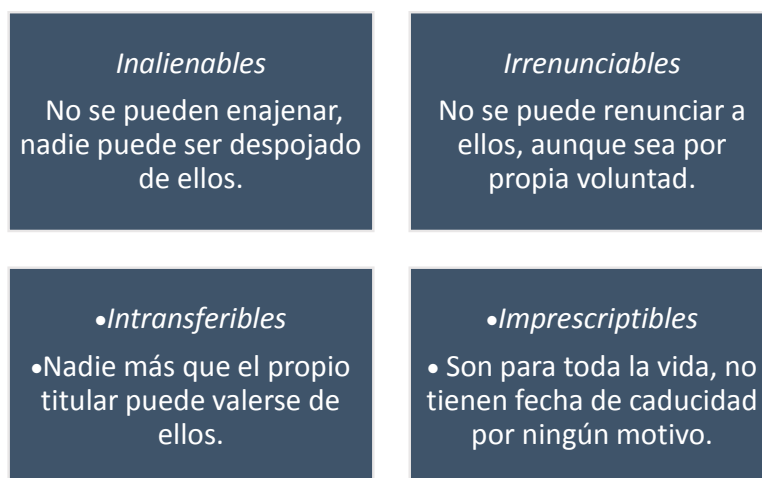 Inalienables
No se pueden enajenar,
nadie puede ser despojado
de ellos.
Irrenunciables
No se puede renunciar a
ellos, aunque sea por
propia voluntad.
•Intransferibles
•Nadie más que el propio
titular puede valerse de
ellos.
•Imprescriptibles
• Son para toda la vida, no
tienen fecha de caducidad
por ningún motivo.